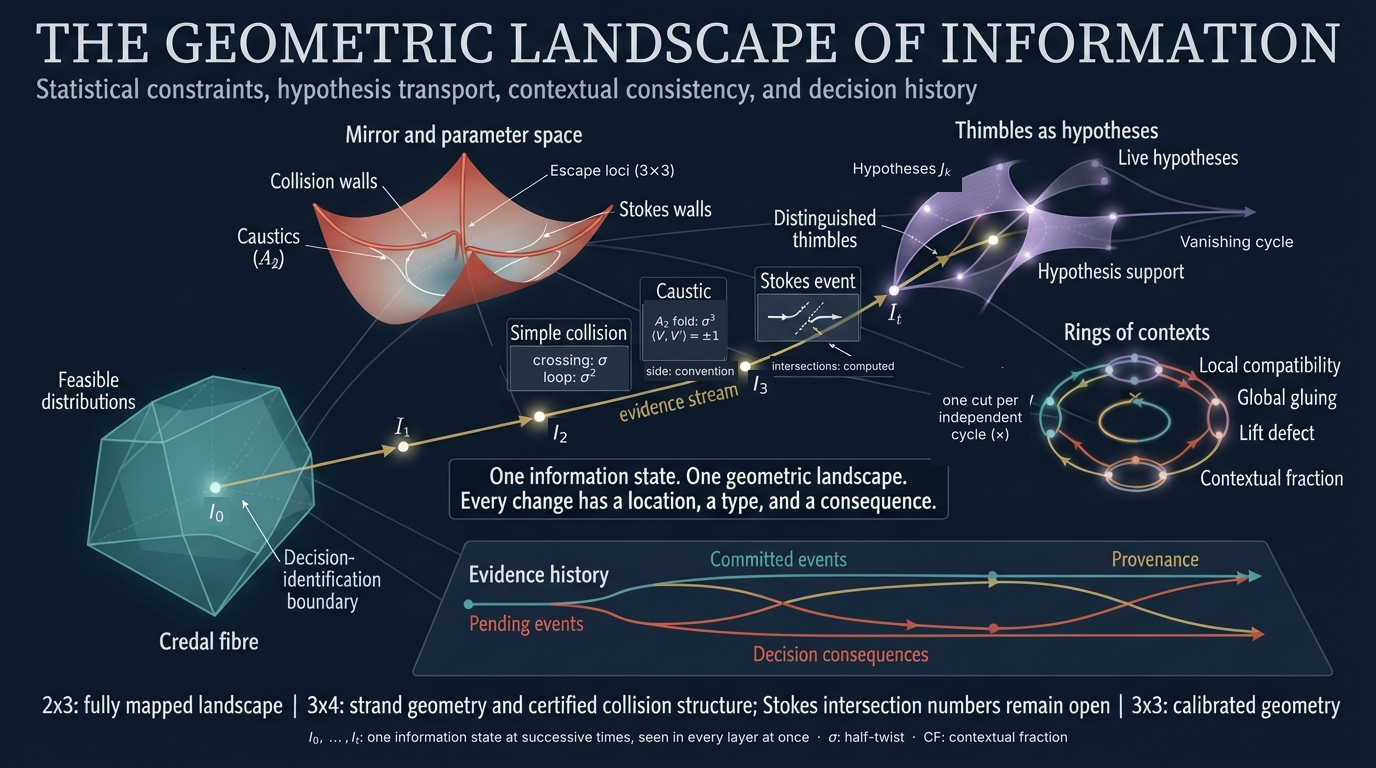 THE GEOMETRIC LANDSCAPE OF INFORMATION
Statistical constraints, hypothesis transport, contextual consistency, and decision history
Mirror and parameter space
Collision walls
Escape loci (3×3)
Stokes walls
Caustics
(A₂)
Thimbles as hypotheses
Hypotheses Jₖ
Live hypotheses
Distinguished
thimbles
Vanishing cycle
Hypothesis support
Iₜ
Simple collision
crossing: σ
loop: σ²
Caustic
A₂ fold: σ³
⟨V, V′⟩ = ±1
side: convention
Stokes event
intersections: computed
I₃
evidence stream
I₂
I₁
Feasible
distributions
I₀
Decision-
identification
boundary
Credal fibre
Rings of contexts
Local compatibility
Global gluing
Lift defect
Contextual fraction
one cut per
independent
cycle (×)
One information state. One geometric landscape.
Every change has a location, a type, and a consequence.
Evidence history
Committed events
Provenance
Pending events
Decision consequences
2x3: fully mapped landscape | 3x4: strand geometry and certified collision structure; Stokes intersection numbers remain open | 3x3: calibrated geometry
I₀, … , Iₜ: one information state at successive times, seen in every layer at once · σ: half-twist · CF: contextual fraction